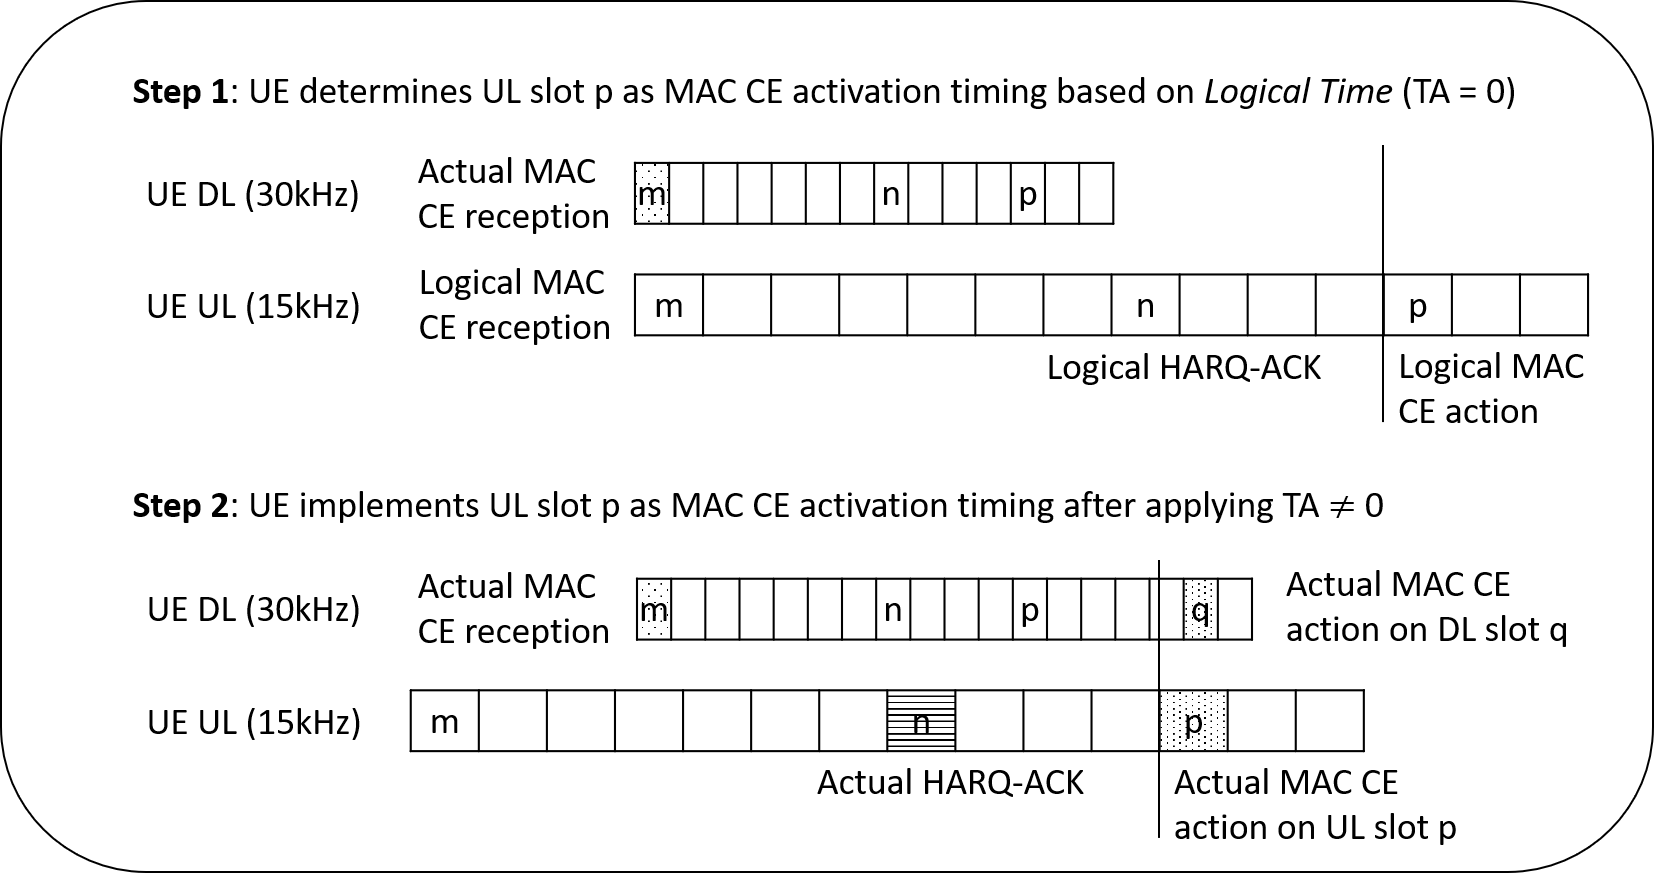 Step 1: UE determines UL slot p as MAC CE activation timing based on Logical Time (TA = 0)
UE DL (30kHz)
Actual MAC
CE reception
m n p
UE UL (15kHz)
Logical MAC
CE reception
m n p
Logical HARQ-ACK
Logical MAC
CE action
Step 2: UE implements UL slot p as MAC CE activation timing after applying TA ≠ 0
UE DL (30kHz)
Actual MAC
CE reception
m n p q
Actual MAC CE
action on DL slot q
UE UL (15kHz)
m n p
Actual HARQ-ACK
Actual MAC CE
action on UL slot p